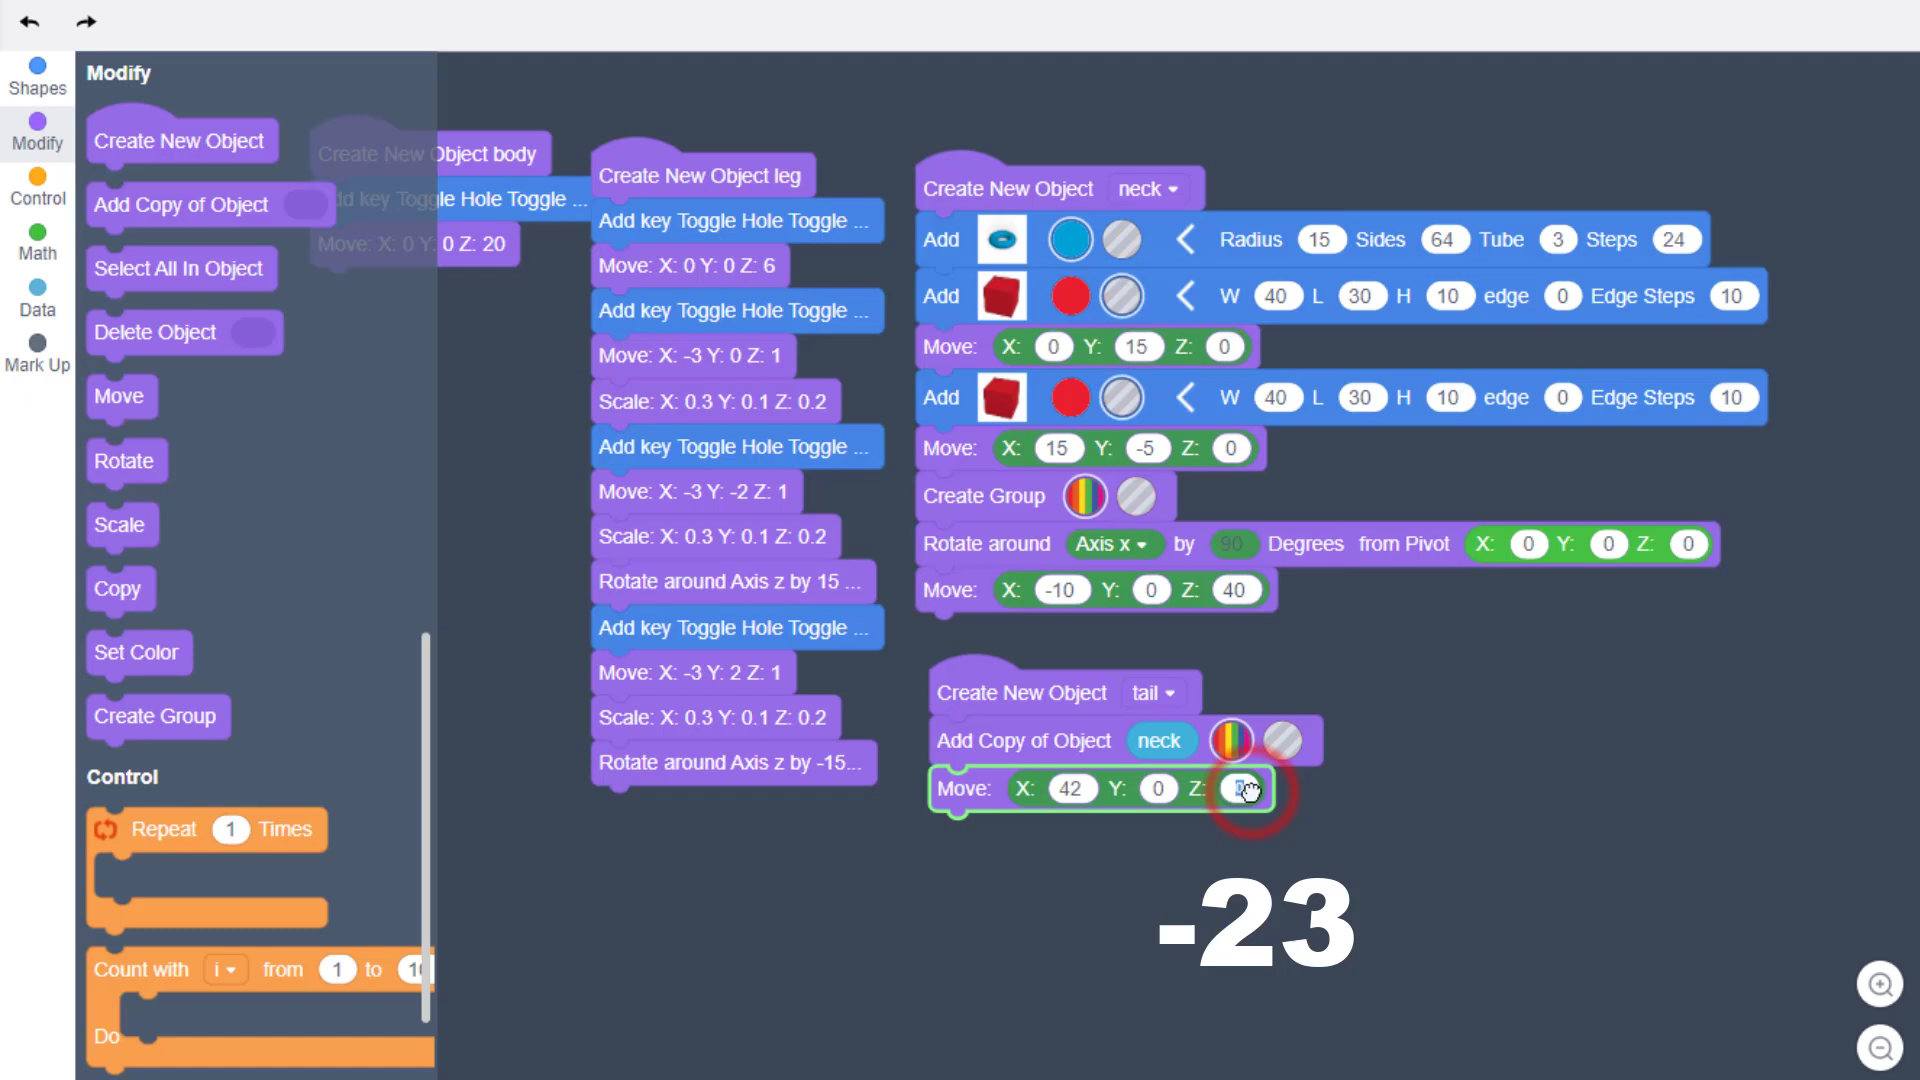 Shapes
Modify
Control
Math
Data
Mark Up
Modify
Create New Object
Add Copy of Object
Select All In Object
Delete Object
Move
Rotate
Scale
Copy
Set Color
Create Group
Control
Repeat 1 Times
Count with i from 1 to 10
Do
Create New Object body
Add key Toggle Hole Toggle ...
Move: X: 0 Y: 0 Z: 20
Create New Object leg
Add key Toggle Hole Toggle ...
Move: X: 0 Y: 0 Z: 6
Add key Toggle Hole Toggle ...
Move: X: -3 Y: 0 Z: 1
Scale: X: 0.3 Y: 0.1 Z: 0.2
Add key Toggle Hole Toggle ...
Move: X: -3 Y: -2 Z: 1
Scale: X: 0.3 Y: 0.1 Z: 0.2
Rotate around Axis z by 15 ...
Add key Toggle Hole Toggle ...
Move: X: -3 Y: 2 Z: 1
Scale: X: 0.3 Y: 0.1 Z: 0.2
Rotate around Axis z by -15...
Create New Object neck
Add Radius 15 Sides 64 Tube 3 Steps 24
Add W 40 L 30 H 10 edge 0 Edge Steps 10
Move: X: 0 Y: 15 Z: 0
Add W 40 L 30 H 10 edge 0 Edge Steps 10
Move: X: 15 Y: -5 Z: 0
Create Group
Rotate around Axis x by 90 Degrees from Pivot X: 0 Y: 0 Z: 0
Move: X: -10 Y: 0 Z: 40
Create New Object tail
Add Copy of Object neck
Move: X: 42 Y: 0 Z:
-23